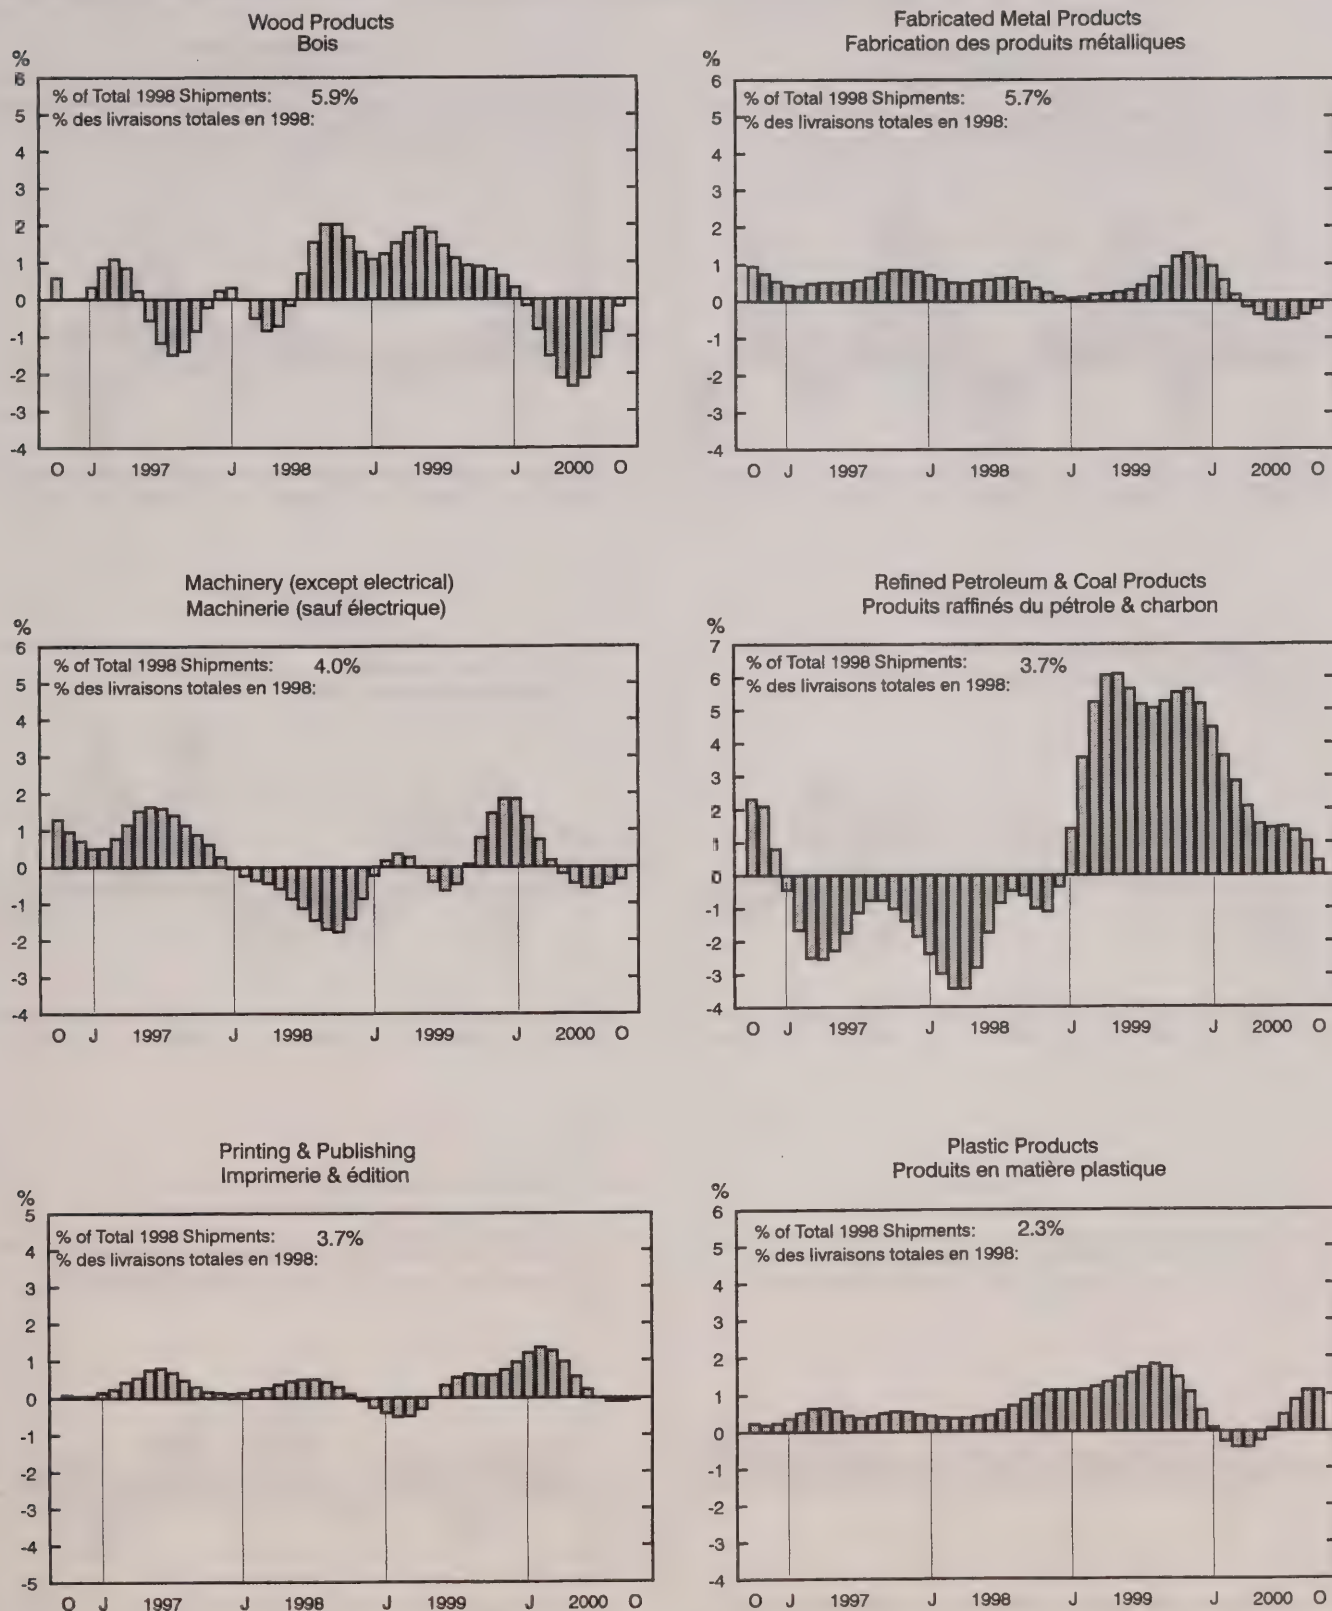 Wood Products
Bois
%
6
5
4
3
2
1
0
-1
-2
-3
-4
% of Total 1998 Shipments: 5.9%
% des livraisons totales en 1998:
O J 1997 J 1998 J 1999 J 2000 O
Fabricated Metal Products
Fabrication des produits métalliques
%
6
5
4
3
2
1
0
-1
-2
-3
-4
% of Total 1998 Shipments: 5.7%
% des livraisons totales en 1998:
O J 1997 J 1998 J 1999 J 2000 O
Machinery (except electrical)
Machinerie (sauf électrique)
%
6
5
4
3
2
1
0
-1
-2
-3
-4
% of Total 1998 Shipments: 4.0%
% des livraisons totales en 1998:
O J 1997 J 1998 J 1999 J 2000 O
Refined Petroleum & Coal Products
Produits raffinés du pétrole & charbon
%
7
6
5
4
3
2
1
0
-1
-2
-3
-4
% of Total 1998 Shipments: 3.7%
% des livraisons totales en 1998:
O J 1997 J 1998 J 1999 J 2000 O
Printing & Publishing
Imprimerie & édition
%
5
4
3
2
1
0
-1
-2
-3
-4
-5
% of Total 1998 Shipments: 3.7%
% des livraisons totales en 1998:
O J 1997 J 1998 J 1999 J 2000 O
Plastic Products
Produits en matière plastique
%
6
5
4
3
2
1
0
-1
-2
-3
-4
% of Total 1998 Shipments: 2.3%
% des livraisons totales en 1998:
O J 1997 J 1998 J 1999 J 2000 O